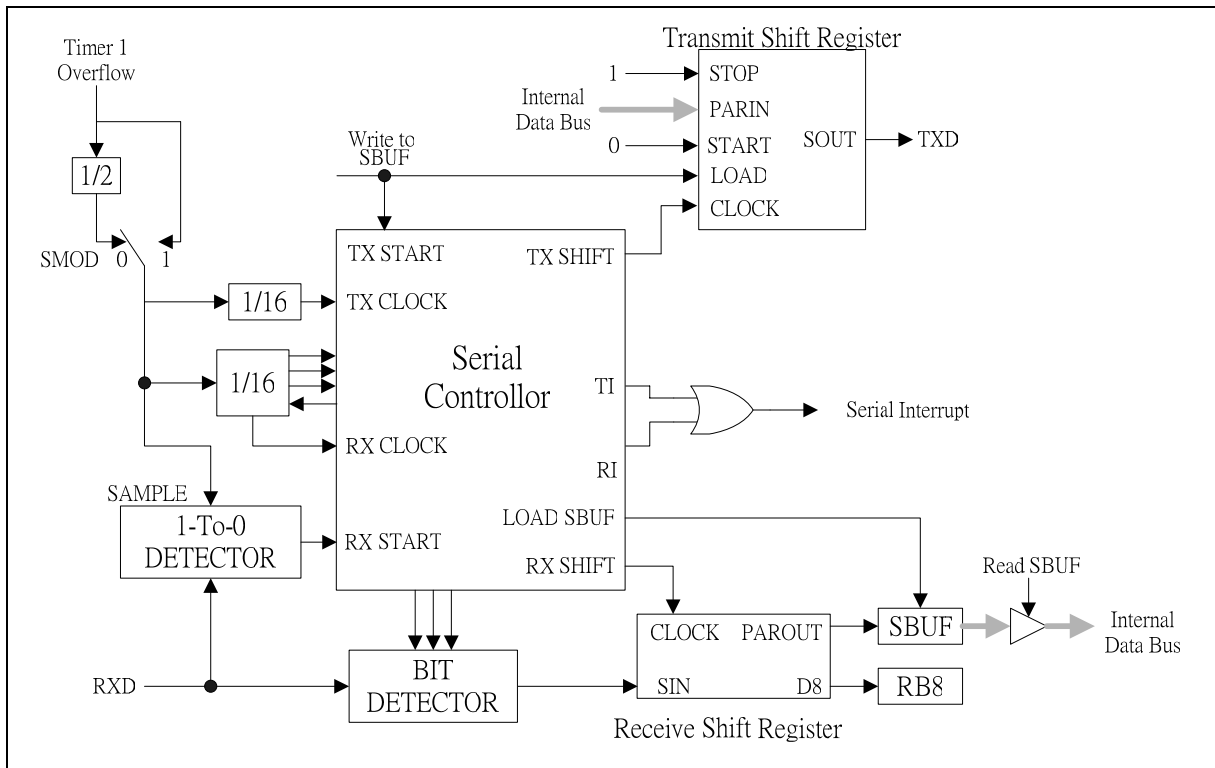 Timer 1
Overflow
1/2
SMOD 0 1
Transmit Shift Register
1
STOP
Internal
Data Bus
PARIN
0
START
SOUT
TXD
LOAD
CLOCK
Write to
SBUF
TX START
TX SHIFT
1/16
TX CLOCK
1/16
Serial
Controllor
TI
Serial Interrupt
RX CLOCK
RI
SAMPLE
1-To-0
DETECTOR
RX START
LOAD SBUF
RX SHIFT
Read SBUF
CLOCK PAROUT
SBUF
Internal
Data Bus
RXD
BIT
DETECTOR
SIN D8
RB8
Receive Shift Register